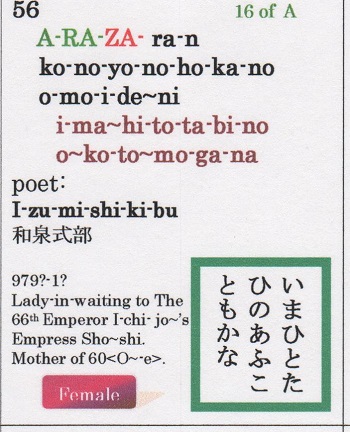 56
16 of A
A-RA-ZA- ra-n
ko-no-yo-no-ho-ka-no
o-mo-i-de~ni
i-ma~hi-to-ta-bi-no
o~ko-to~mo-ga-na
poet:
I-zu-mi-shi-ki-bu
和泉式部
979?-1?
Lady-in-waiting to The
66th Emperor I-chi- jo~'s
Empress Sho~-shi.
Mother of 60<O~-e>.
Female
いまひとた
ひのあふこ
ともかな